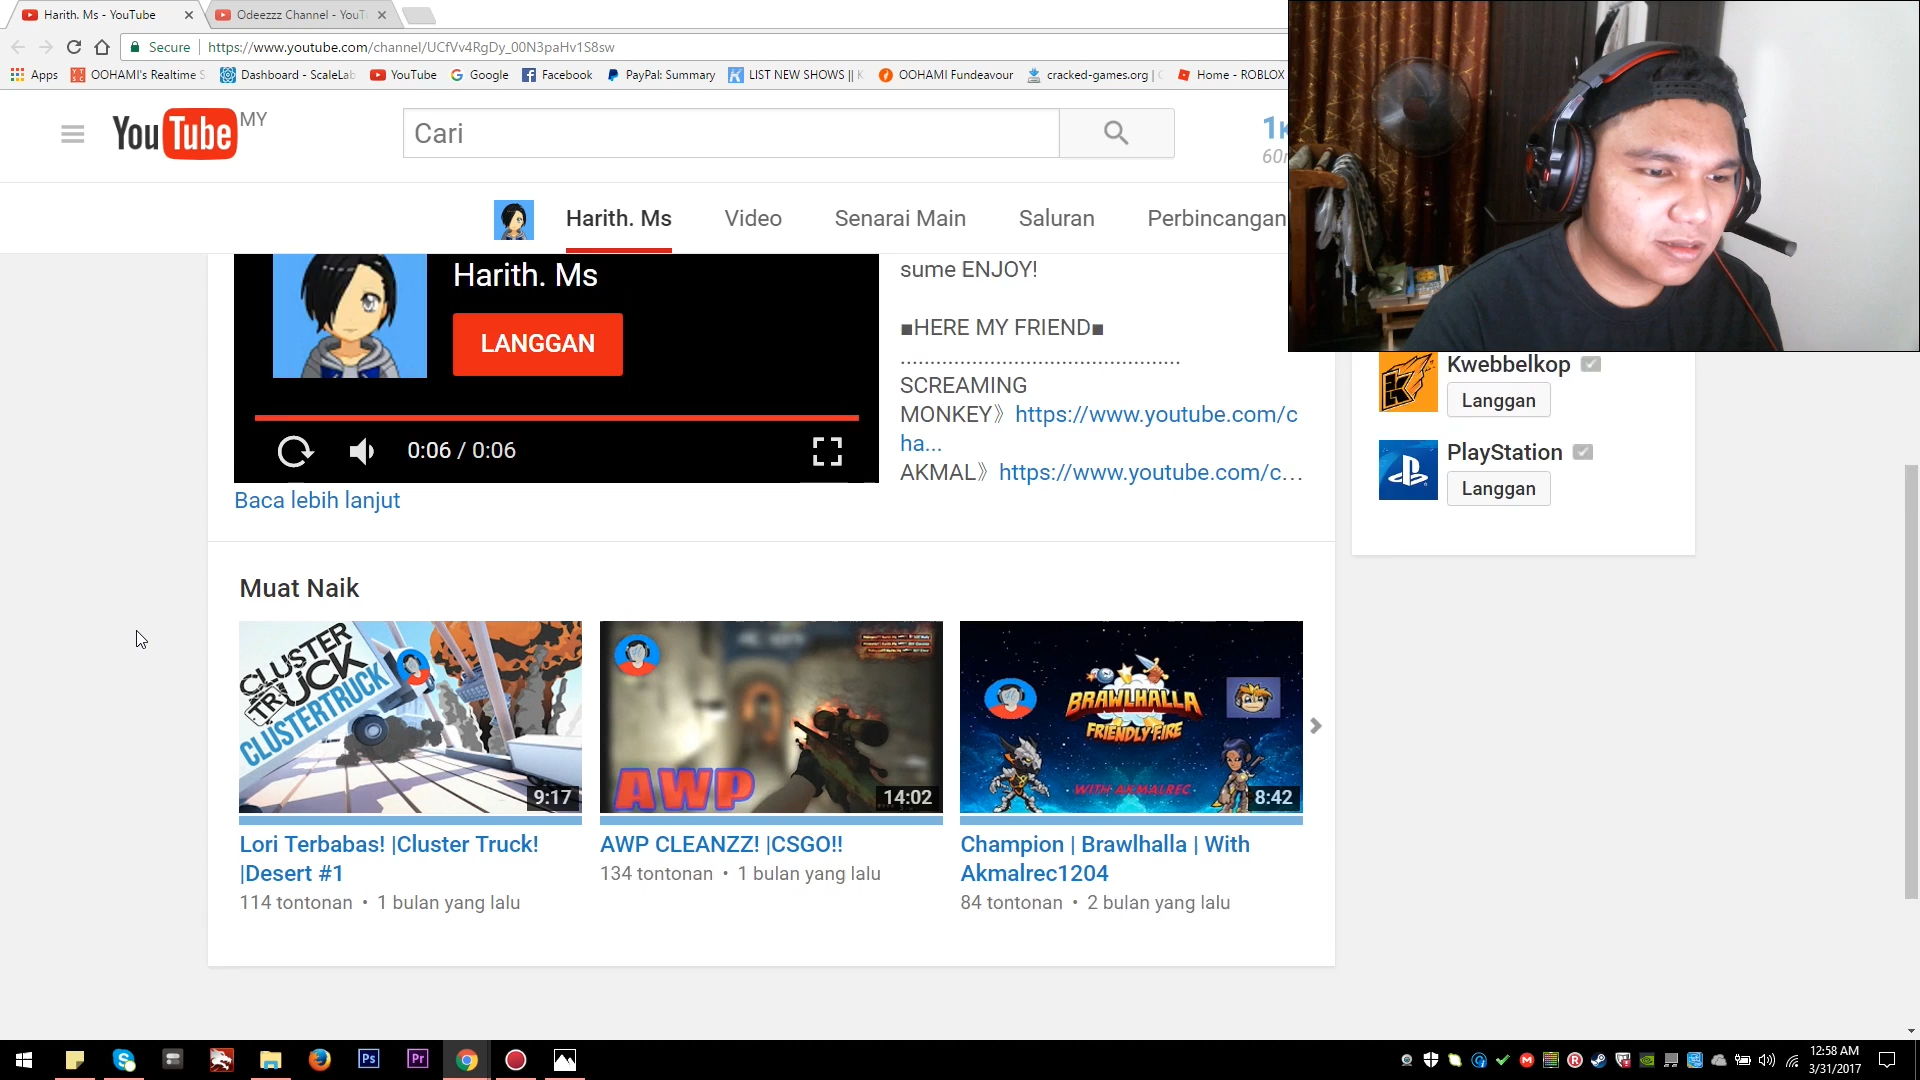 Harith. Ms - YouTube
Odeezzz Channel - YouT
Secure
https://www.youtube.com/channel/UCfVv4RgDy_00N3paHv1S8sw
Apps
OOHAMI's Realtime S
Dashboard - ScaleLab
YouTube
Google
Facebook
PayPal: Summary
LIST NEW SHOWS || K
OOHAMI Fundeavour
cracked-games.org |
Home - ROBLOX
YouTube MY
Cari
1K
60
Harith. Ms
Video
Senarai Main
Saluran
Perbincangan
Harith. Ms
LANGGAN
0:06 / 0:06
sume ENJOY!
■HERE MY FRIEND■
................................................
SCREAMING
MONKEY》https://www.youtube.com/c
ha...
AKMAL》https://www.youtube.com/c…
Baca lebih lanjut
Kwebbelkop
Langgan
PlayStation
Langgan
Muat Naik
CLUSTER
TRUCK
CLUSTERTRUCK
9:17
AWP
14:02
BRAWLHALLA
FRIENDLY FIRE
WITH AKMALREC
8:42
Lori Terbabas! |Cluster Truck!
|Desert #1
114 tontonan • 1 bulan yang lalu
AWP CLEANZZ! |CSGO!!
134 tontonan • 1 bulan yang lalu
Champion | Brawlhalla | With
Akmalrec1204
84 tontonan • 2 bulan yang lalu
Ps
Pr
12:58 AM
3/31/2017